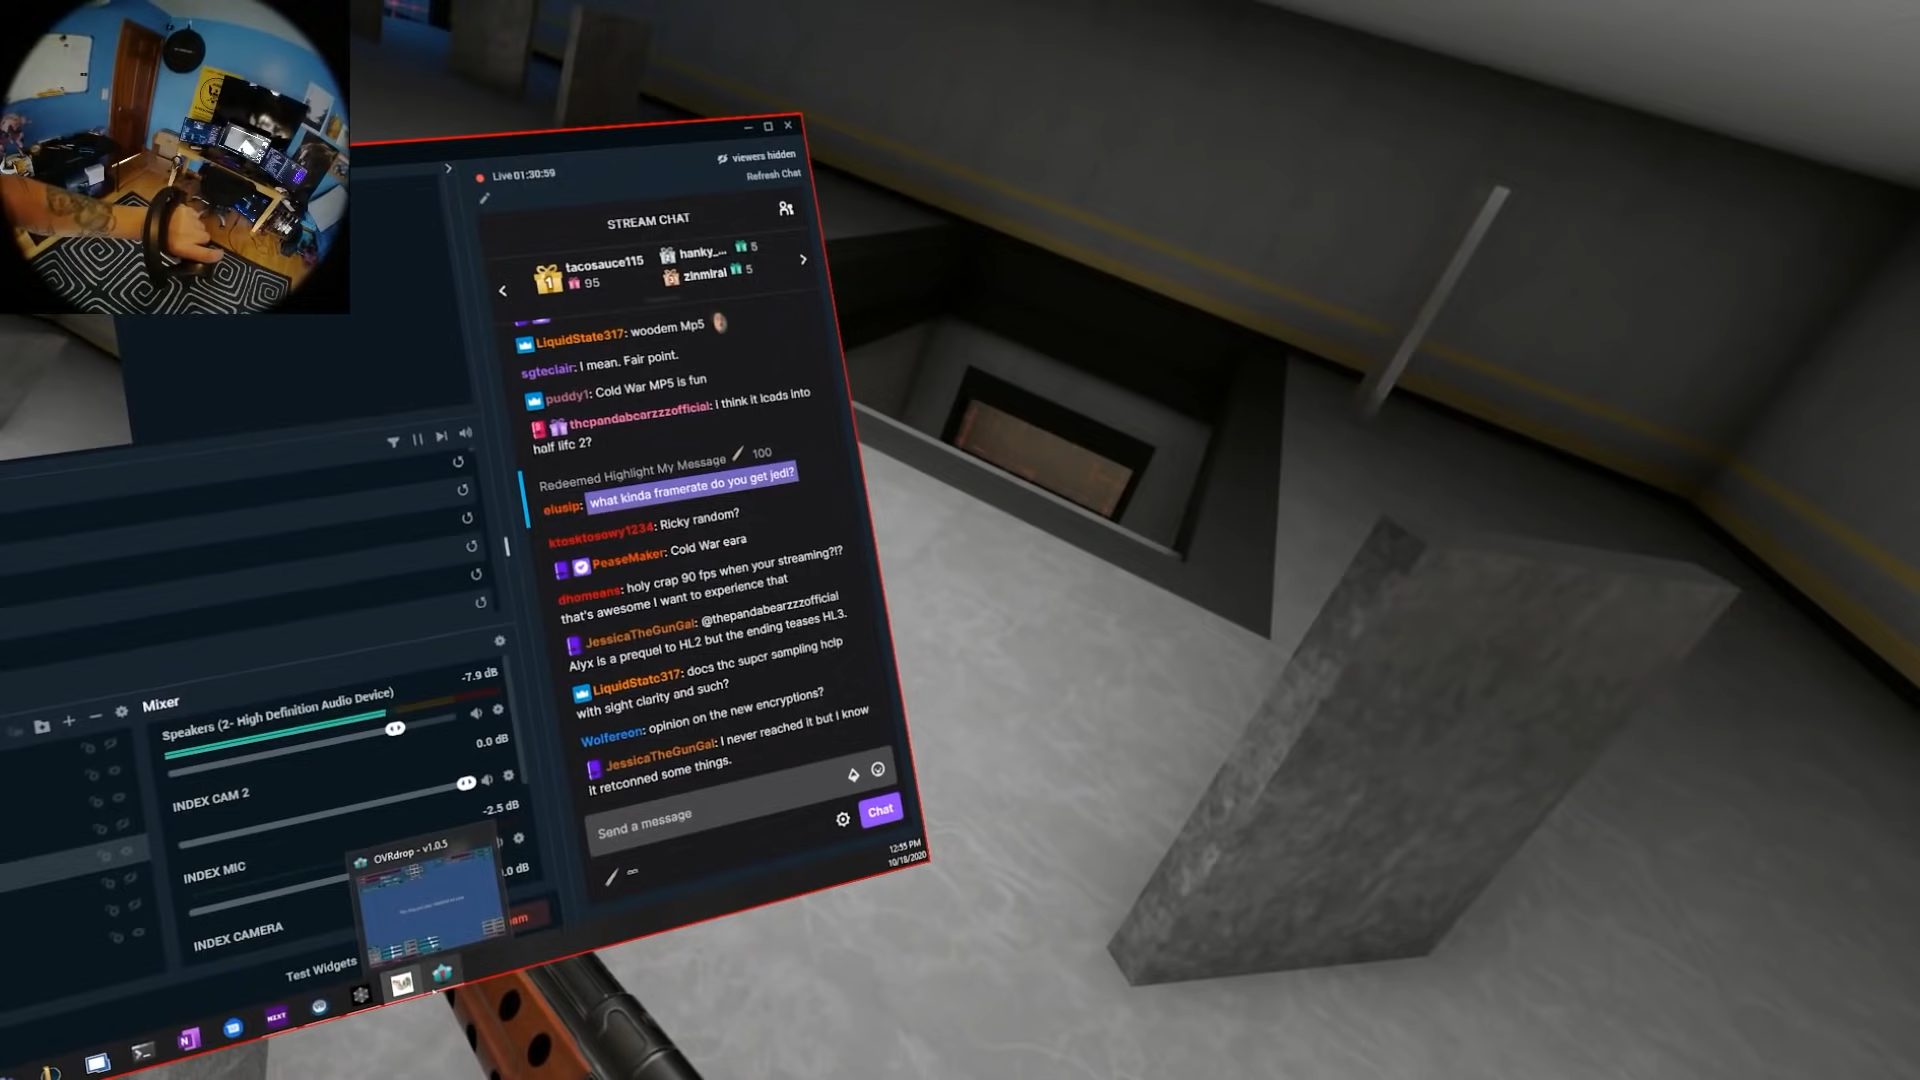 Live 01:30:59
viewers hidden
Refresh Chat
STREAM CHAT
tacosauce115
95
hanky_... 5
zinmiral 5
LiquidState317: woodem Mp5
sgteclair: I mean. Fair point.
puddy1: Cold War MP5 is fun
thepandabearzzzofficial: i think it leads into
half life 2?
Redeemed Highlight My Message 100
elusip: what kinda framerate do you get jedi?
ktosktosowy1234: Ricky random?
PeaseMaker: Cold War eara
dhomeans: holy crap 90 fps when your streaming?!?
that's awesome I want to experience that
JessicaTheGunGal: @thepandabearzzzofficial
Alyx is a prequel to HL2 but the ending teases HL3.
LiquidState317: does the super sampling help
with sight clarity and such?
Wolfereon: opinion on the new encryptions?
JessicaTheGunGal: I never reached it but I know
it retconned some things.
Send a message
Chat
12:55 PM
10/18/2020
Mixer
Speakers (2- High Definition Audio Device)
-7.9 dB
INDEX CAM 2
0.0 dB
INDEX MIC
-2.5 dB
INDEX CAMERA
.0 dB
OVRdrop - v1.0.5
Test Widgets
NZXT